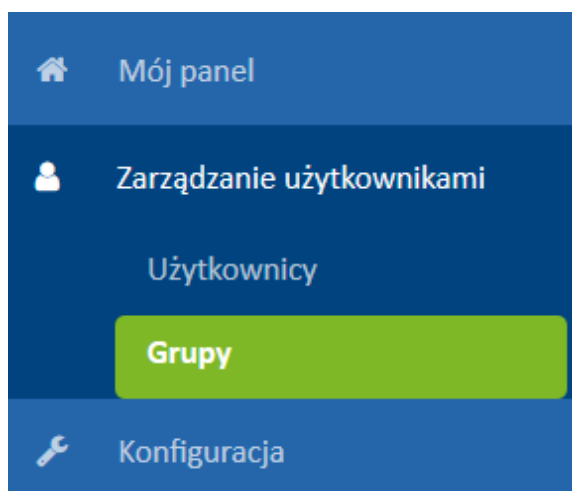 Mój panel
Zarządzanie użytkownikami
Użytkownicy
Grupy
Konfiguracja